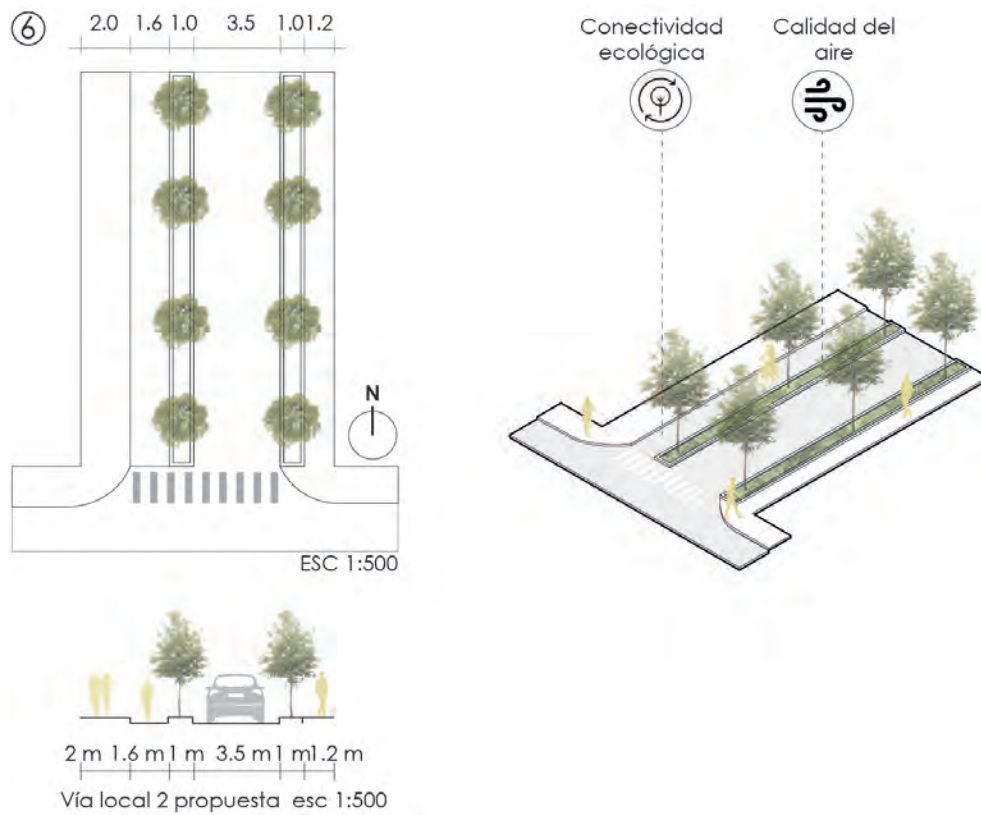 6
2.0 1.6 1.0 3.5 1.0 1.2
Conectividad
ecológica
Calidad del
aire
N
ESC 1:500
2 m 1.6 m 1 m 3.5 m 1 m 1.2 m
Vía local 2 propuesta esc 1:500